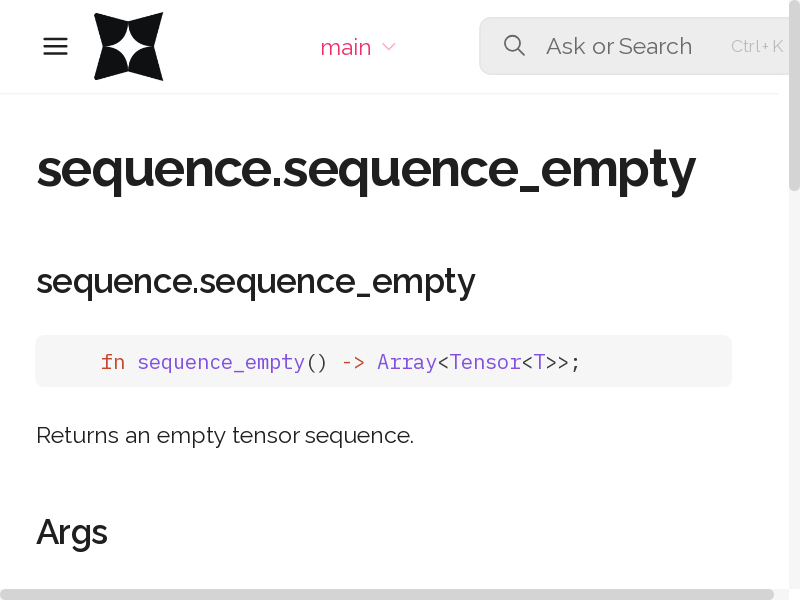 main
Ask or Search
Ctrl+K
sequence.sequence_empty
sequence.sequence_empty
fn sequence_empty() -> Array<Tensor<T>>;
Returns an empty tensor sequence.
Args